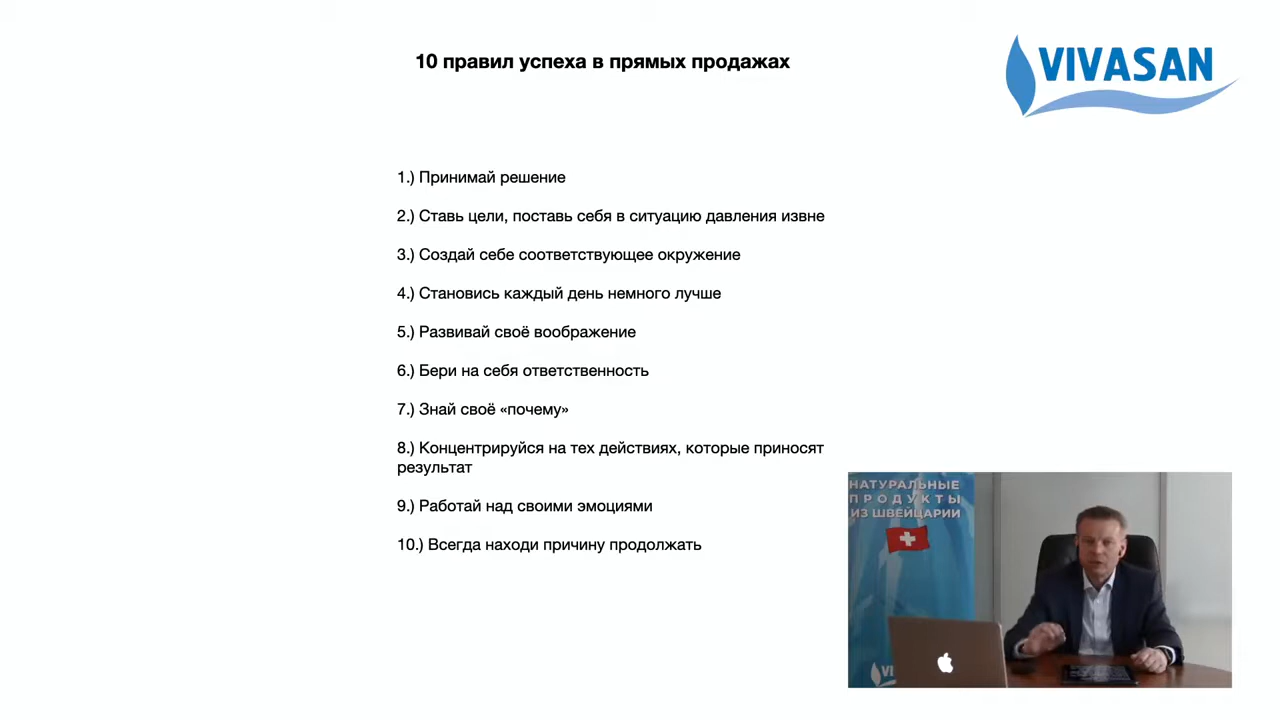 10 правил успеха в прямых продажах
VIVASAN
1.) Принимай решение
2.) Ставь цели, поставь себя в ситуацию давления извне
3.) Создай себе соответствующее окружение
4.) Становись каждый день немного лучше
5.) Развивай своё воображение
6.) Бери на себя ответственность
7.) Знай своё «почему»
8.) Концентрируйся на тех действиях, которые приносят
результат
9.) Работай над своими эмоциями
10.) Всегда находи причину продолжать
НАТУРАЛЬНЫЕ
ПРОДУКТЫ
ИЗ ШВЕЙЦАРИИ
VI